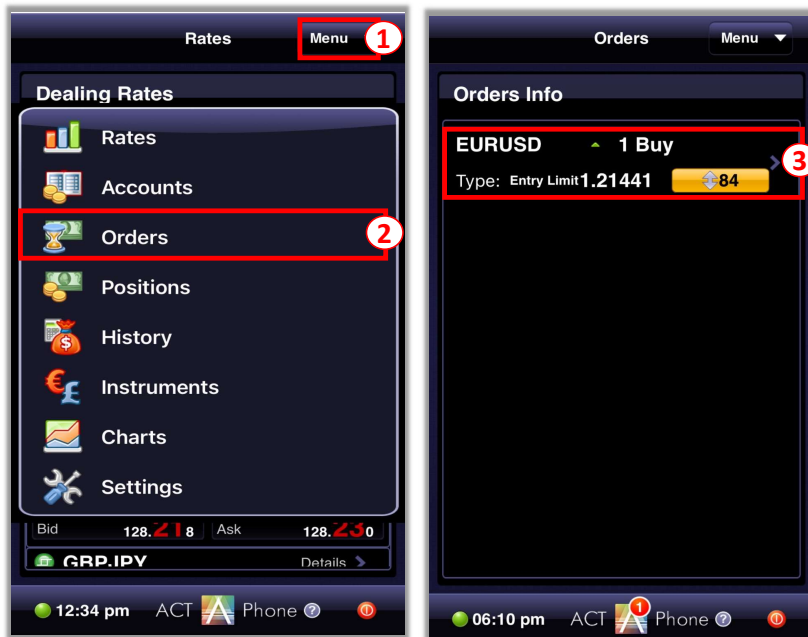 Rates Menu 1
Dealing Rates
Rates
Accounts
Orders 2
Positions
History
Instruments
Charts
Settings
Bid 128.218 Ask 128.230
GBP.JPY Details
12:34 pm ACT Phone ?
Orders Menu
Orders Info
EURUSD 1 Buy
3
Type: Entry Limit 1.21441 84
1
06:10 pm ACT Phone ?